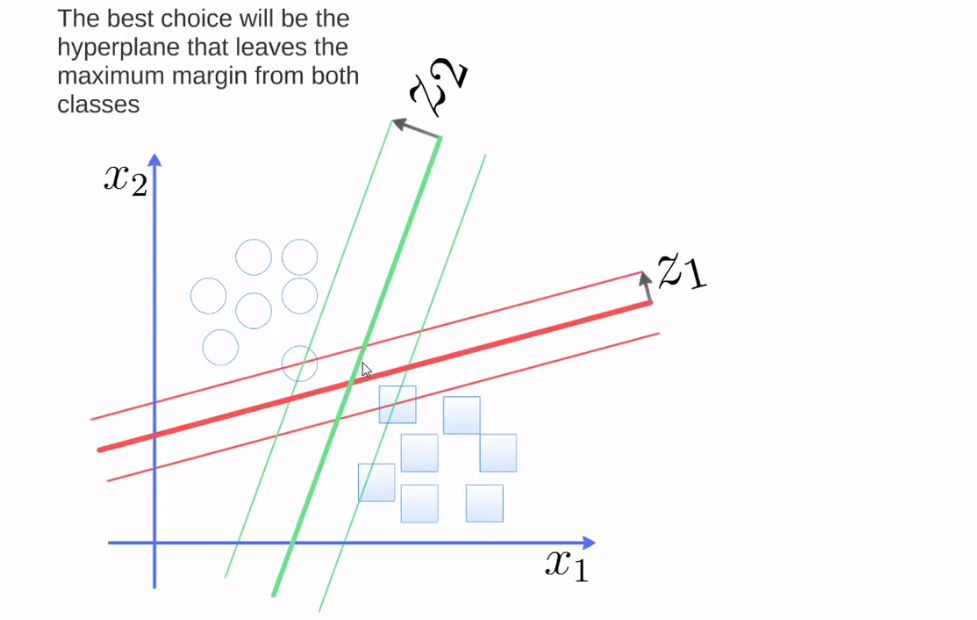 The best choice will be the
hyperplane that leaves the
maximum margin from both
classes
z2
x2
z1
x1